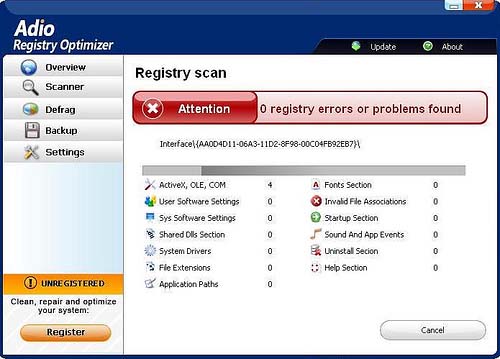 Adio
Registry Optimizer
Update
About
Overview
Scanner
Defrag
Backup
Settings
UNREGISTERED
Clean, repair and optimize
your system:
Register
Registry scan
Attention
0 registry errors or problems found
Interface\{AA0D4D11-06A3-11D2-8F98-00C04FB92EB7}\
ActiveX, OLE, COM 4
User Software Settings 0
Sys Software Settings 0
Shared Dlls Section 0
System Drivers 0
File Extensions 0
Application Paths 0
Fonts Section 0
Invalid File Associations 0
Startup Section 0
Sound And App Events 0
Uninstall Secion 0
Help Section 0
Cancel